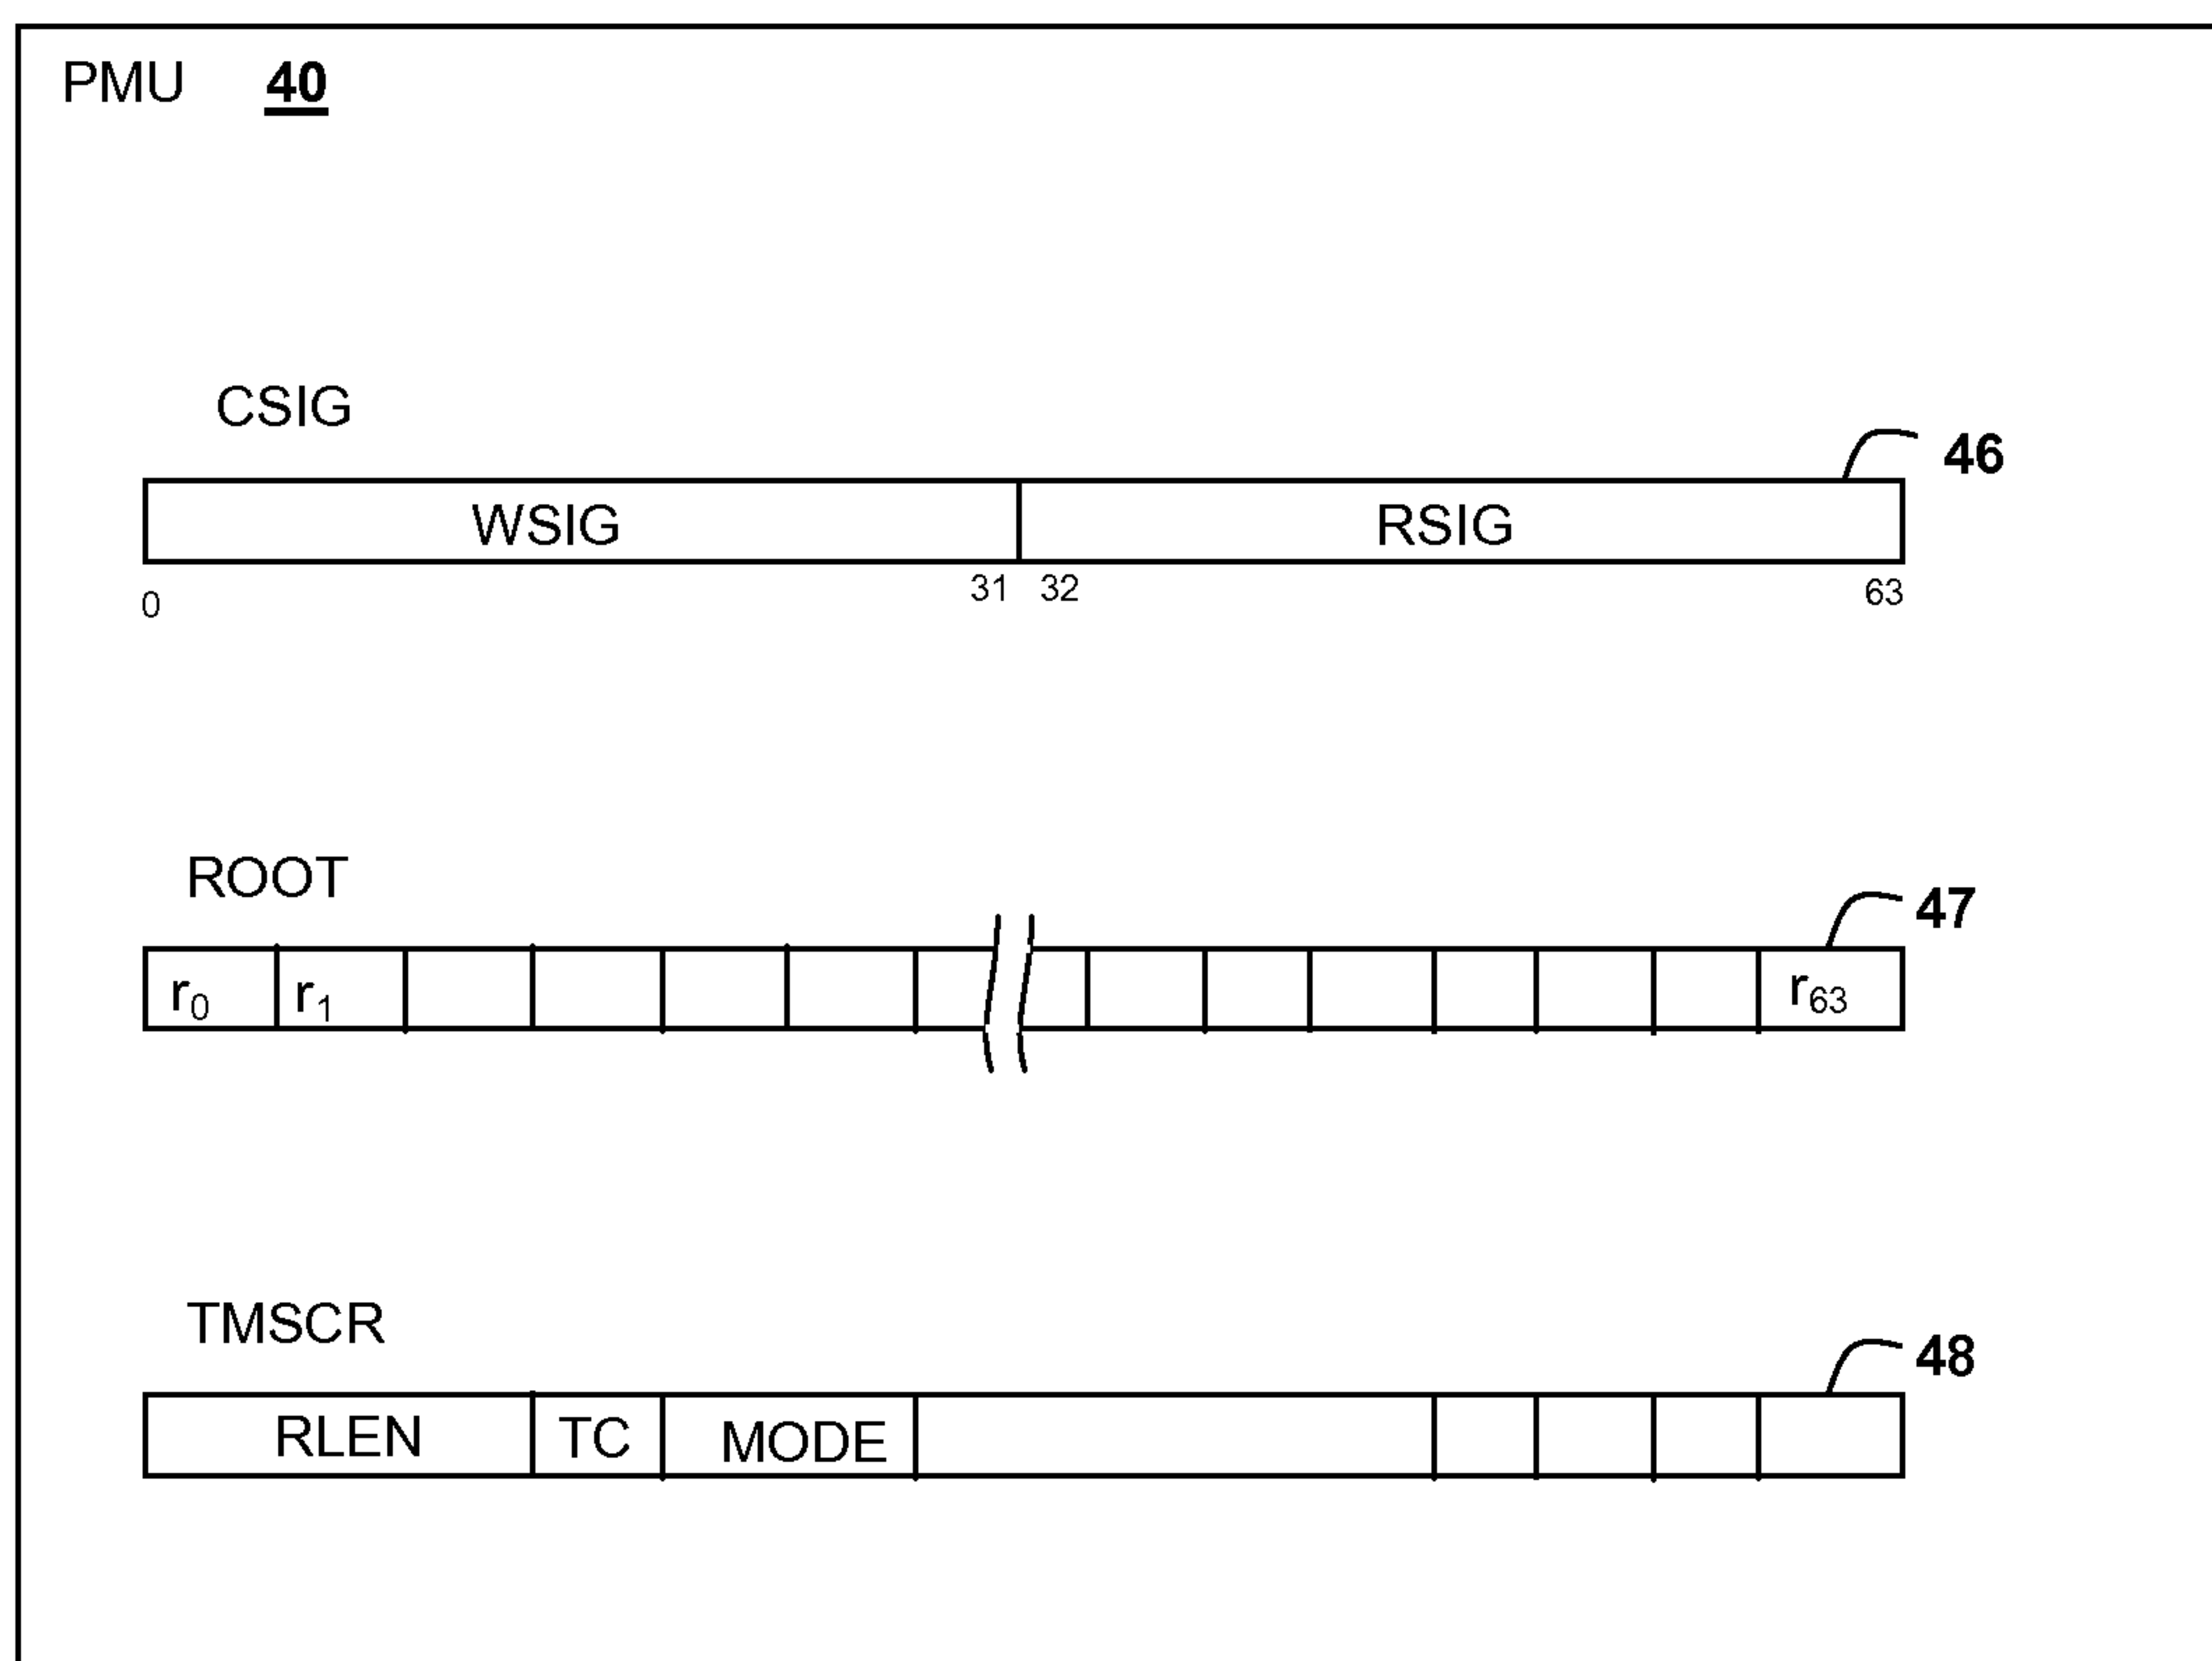 PMU 40
CSIG
46
WSIG RSIG
0 31 32 63
ROOT
47
r₀ r₁ r₆₃
TMSCR
48
RLEN TC MODE